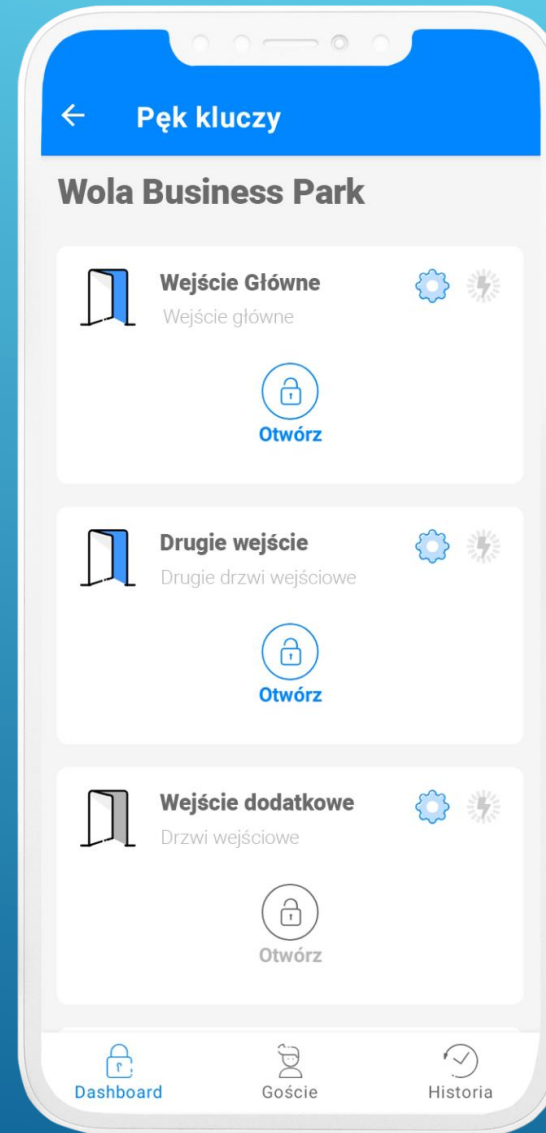 Pęk kluczy
Wola Business Park
Wejście Główne
Wejście główne
Otwórz
Drugie wejście
Drugie drzwi wejściowe
Otwórz
Wejście dodatkowe
Drzwi wejściowe
Otwórz
Dashboard
Goście
Historia